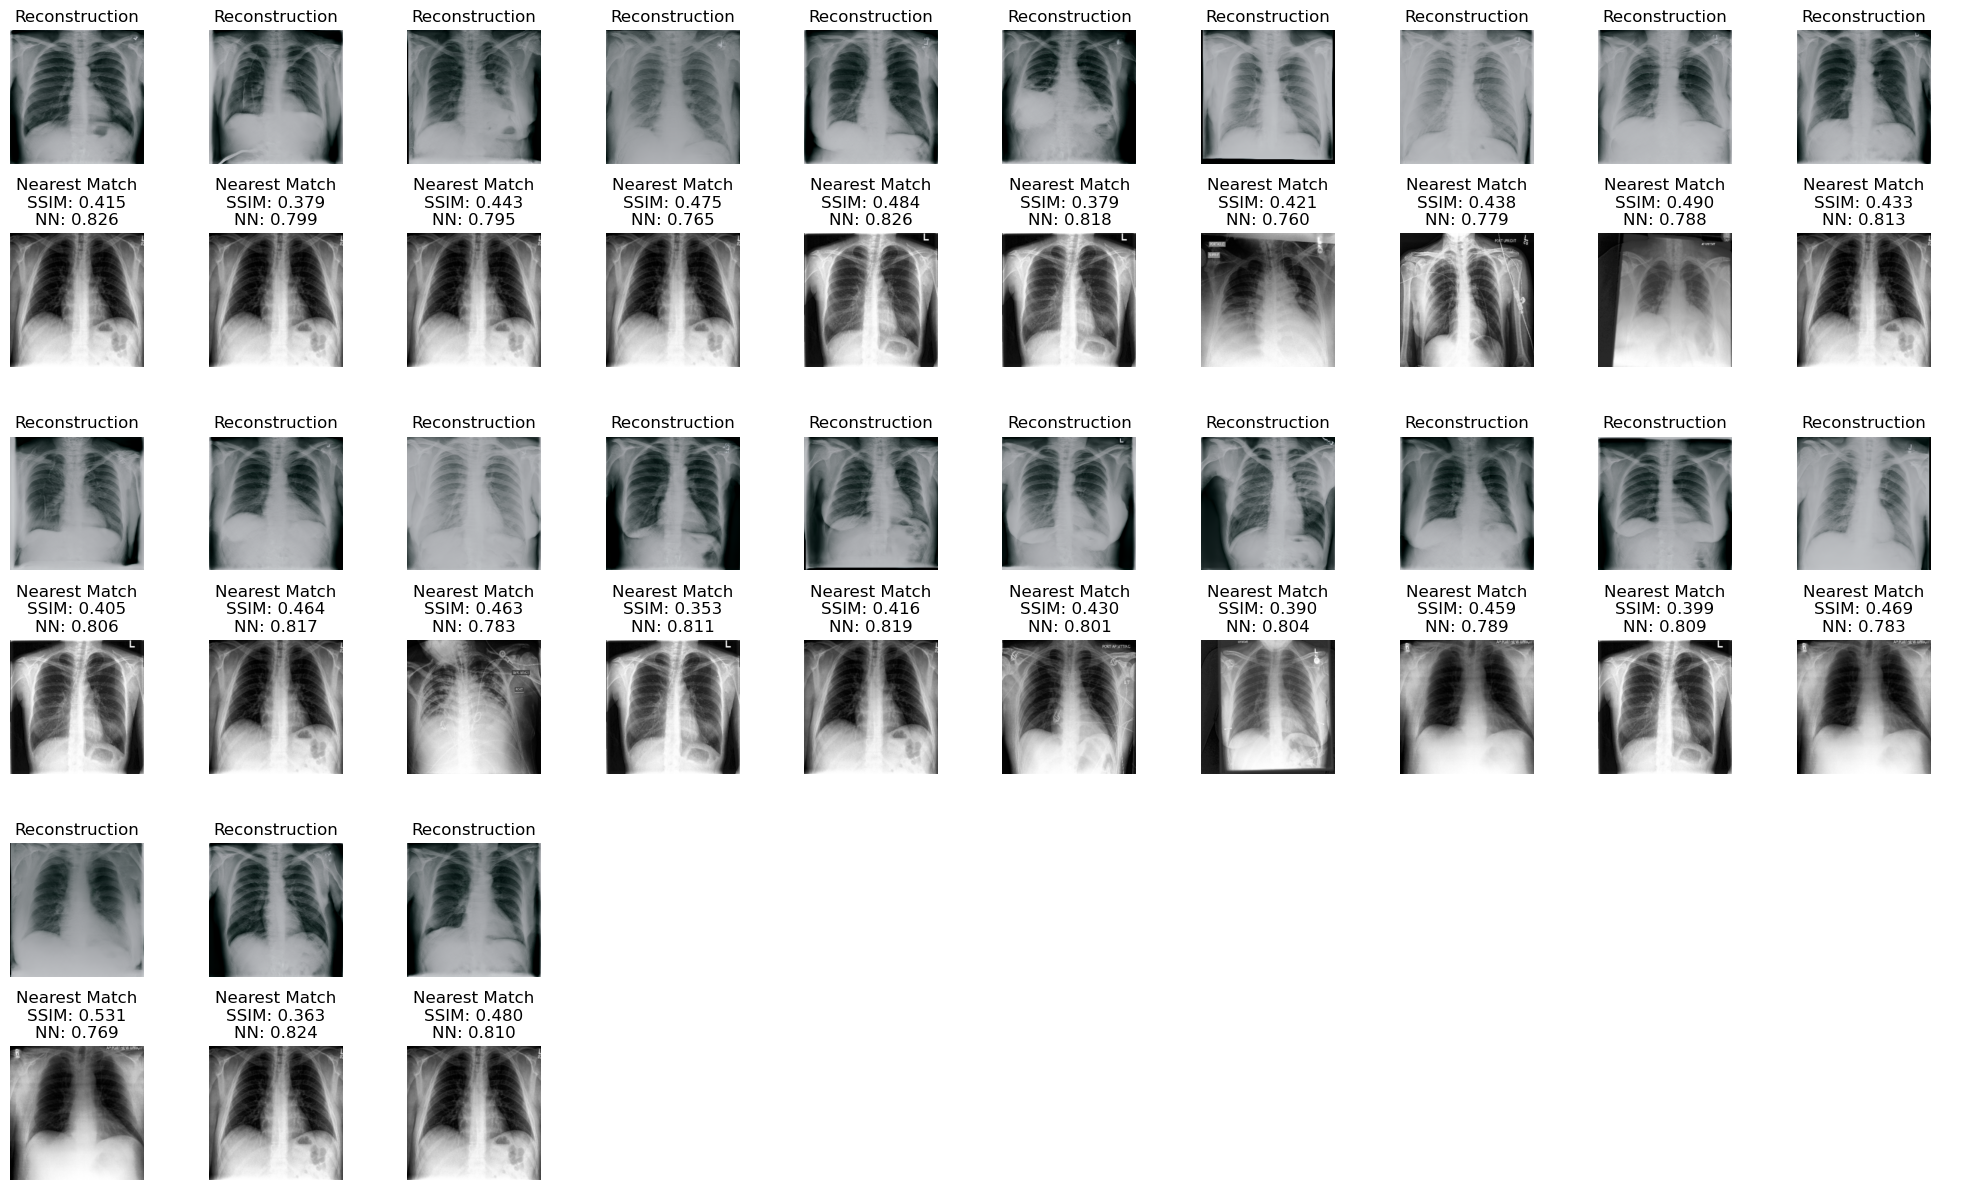 Reconstruction Reconstruction Reconstruction Reconstruction Reconstruction Reconstruction Reconstruction Reconstruction Reconstruction Reconstruction
Nearest Match Nearest Match Nearest Match Nearest Match Nearest Match Nearest Match Nearest Match Nearest Match Nearest Match Nearest Match
SSIM: 0.415 SSIM: 0.379 SSIM: 0.443 SSIM: 0.475 SSIM: 0.484 SSIM: 0.379 SSIM: 0.421 SSIM: 0.438 SSIM: 0.490 SSIM: 0.433
NN: 0.826 NN: 0.799 NN: 0.795 NN: 0.765 NN: 0.826 NN: 0.818 NN: 0.760 NN: 0.779 NN: 0.788 NN: 0.813
L L
Reconstruction Reconstruction Reconstruction Reconstruction Reconstruction Reconstruction Reconstruction Reconstruction Reconstruction Reconstruction
Nearest Match Nearest Match Nearest Match Nearest Match Nearest Match Nearest Match Nearest Match Nearest Match Nearest Match Nearest Match
SSIM: 0.405 SSIM: 0.464 SSIM: 0.463 SSIM: 0.353 SSIM: 0.416 SSIM: 0.430 SSIM: 0.390 SSIM: 0.459 SSIM: 0.399 SSIM: 0.469
NN: 0.806 NN: 0.817 NN: 0.783 NN: 0.811 NN: 0.819 NN: 0.801 NN: 0.804 NN: 0.789 NN: 0.809 NN: 0.783
L L L
Reconstruction Reconstruction Reconstruction
Nearest Match Nearest Match Nearest Match
SSIM: 0.531 SSIM: 0.363 SSIM: 0.480
NN: 0.769 NN: 0.824 NN: 0.810